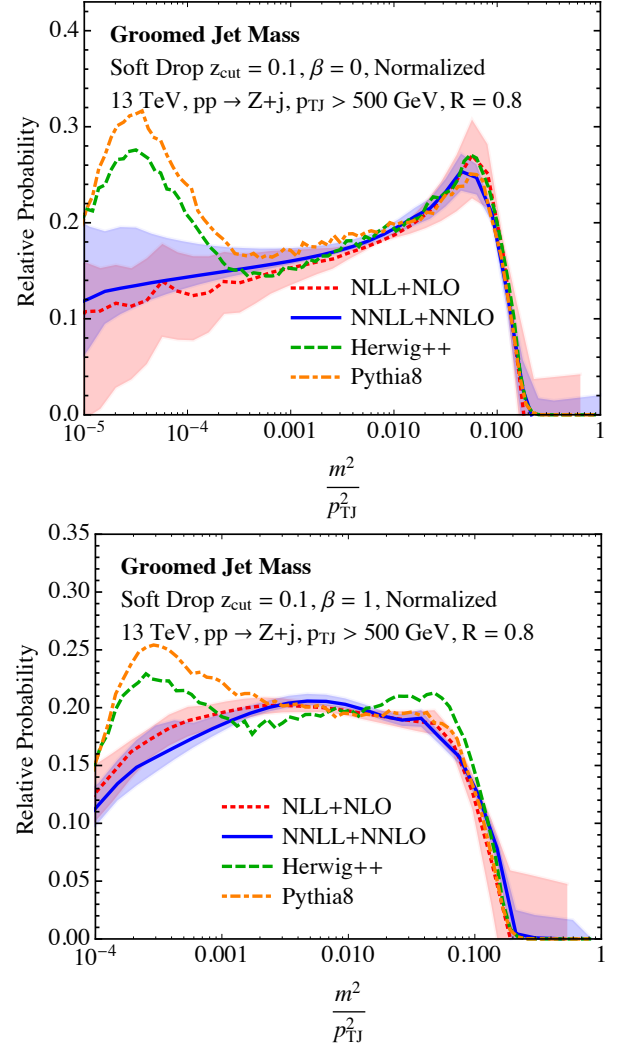 Groomed Jet Mass
Soft Drop z_cut = 0.1, β = 0, Normalized
13 TeV, pp → Z+j, p_TJ > 500 GeV, R = 0.8
Relative Probability
0.4
0.3
0.2
0.1
0.0
NLL+NLO
NNLL+NNLO
Herwig++
Pythia8
10^-5
10^-4
0.001
0.010
0.100
1
m^2
p_TJ^2
0.35
Groomed Jet Mass
Soft Drop z_cut = 0.1, β = 1, Normalized
13 TeV, pp → Z+j, p_TJ > 500 GeV, R = 0.8
Relative Probability
0.30
0.25
0.20
0.15
0.10
0.05
0.00
NLL+NLO
NNLL+NNLO
Herwig++
Pythia8
10^-4
0.001
0.010
0.100
1
m^2
p_TJ^2